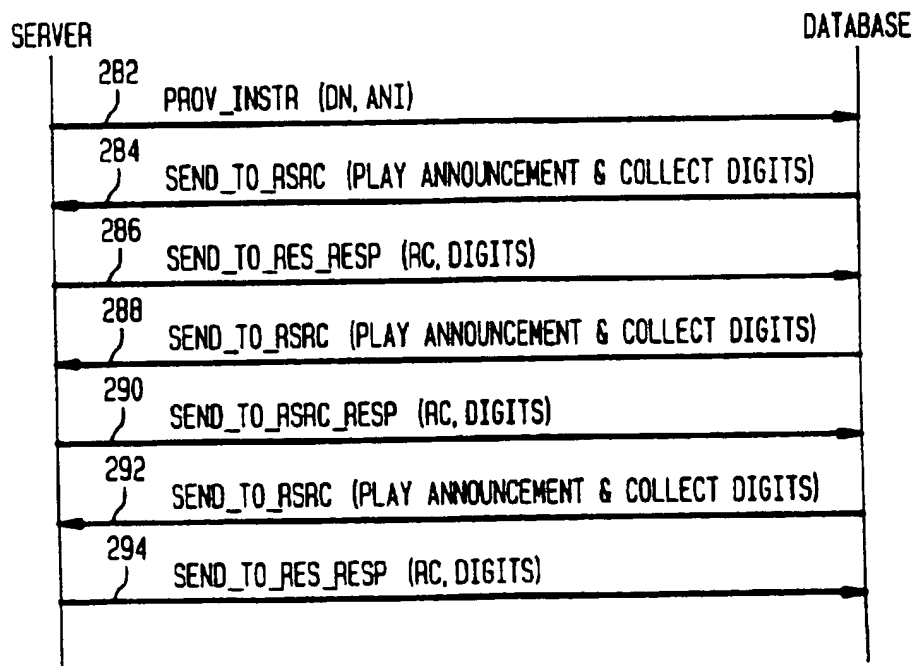 SERVER
DATABASE
282
PROV_INSTR (DN, ANI)
284
SEND_TO_RSRC (PLAY ANNOUNCEMENT & COLLECT DIGITS)
286
SEND_TO_RES_RESP (RC, DIGITS)
288
SEND_TO_RSRC (PLAY ANNOUNCEMENT & COLLECT DIGITS)
290
SEND_TO_RSRC_RESP (RC, DIGITS)
292
SEND_TO_RSRC (PLAY ANNOUNCEMENT & COLLECT DIGITS)
294
SEND_TO_RES_RESP (RC, DIGITS)